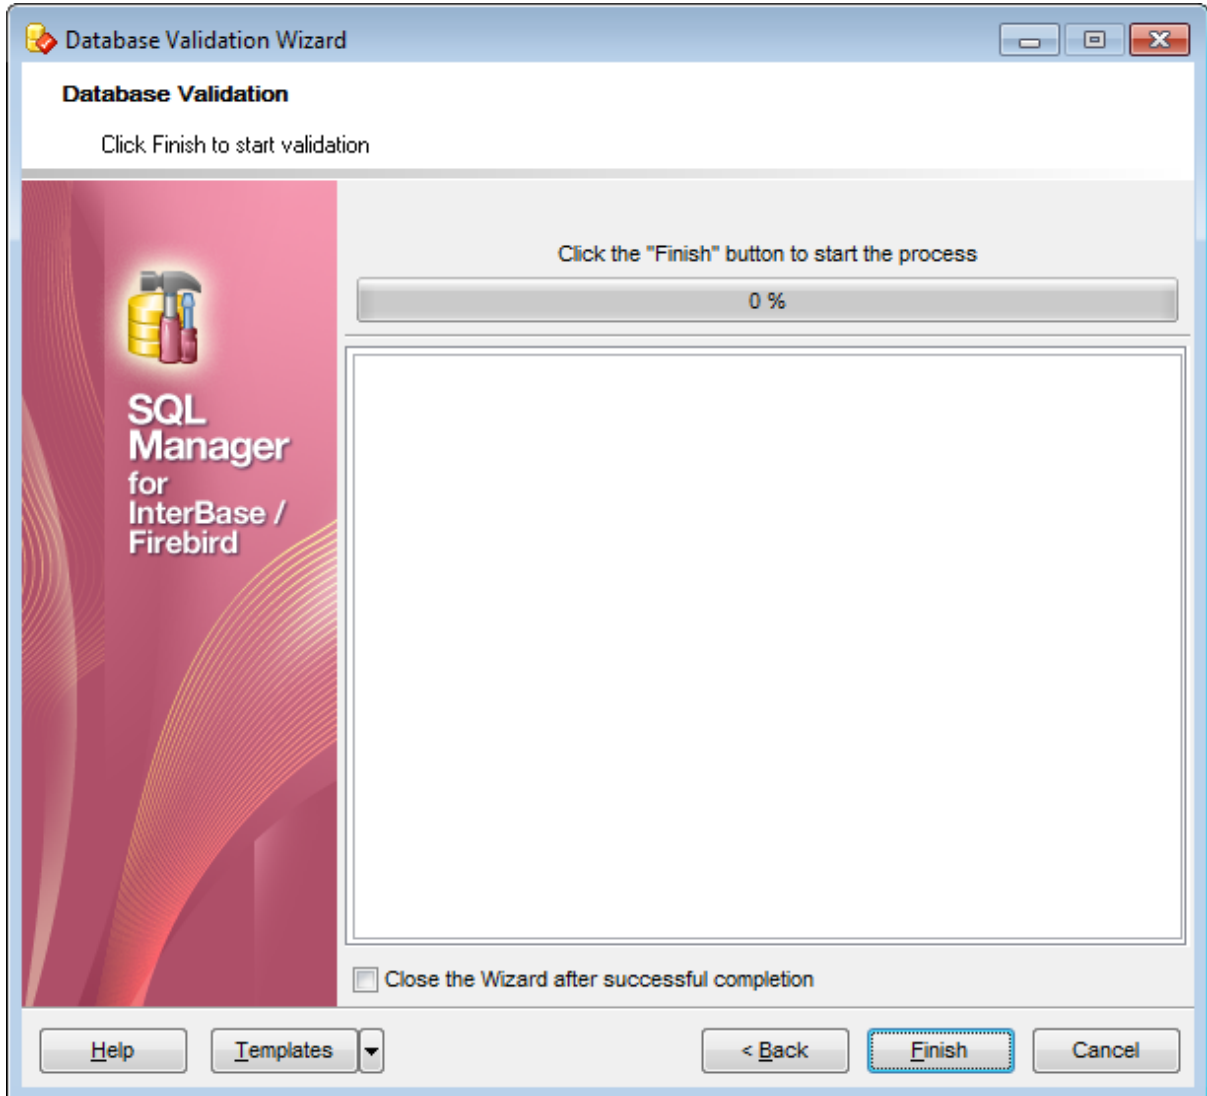 Database Validation Wizard
Database Validation
Click Finish to start validation
Click the "Finish" button to start the process
0 %
SQL
Manager
for
InterBase /
Firebird
Close the Wizard after successful completion
Help
Templates
< Back
Finish
Cancel